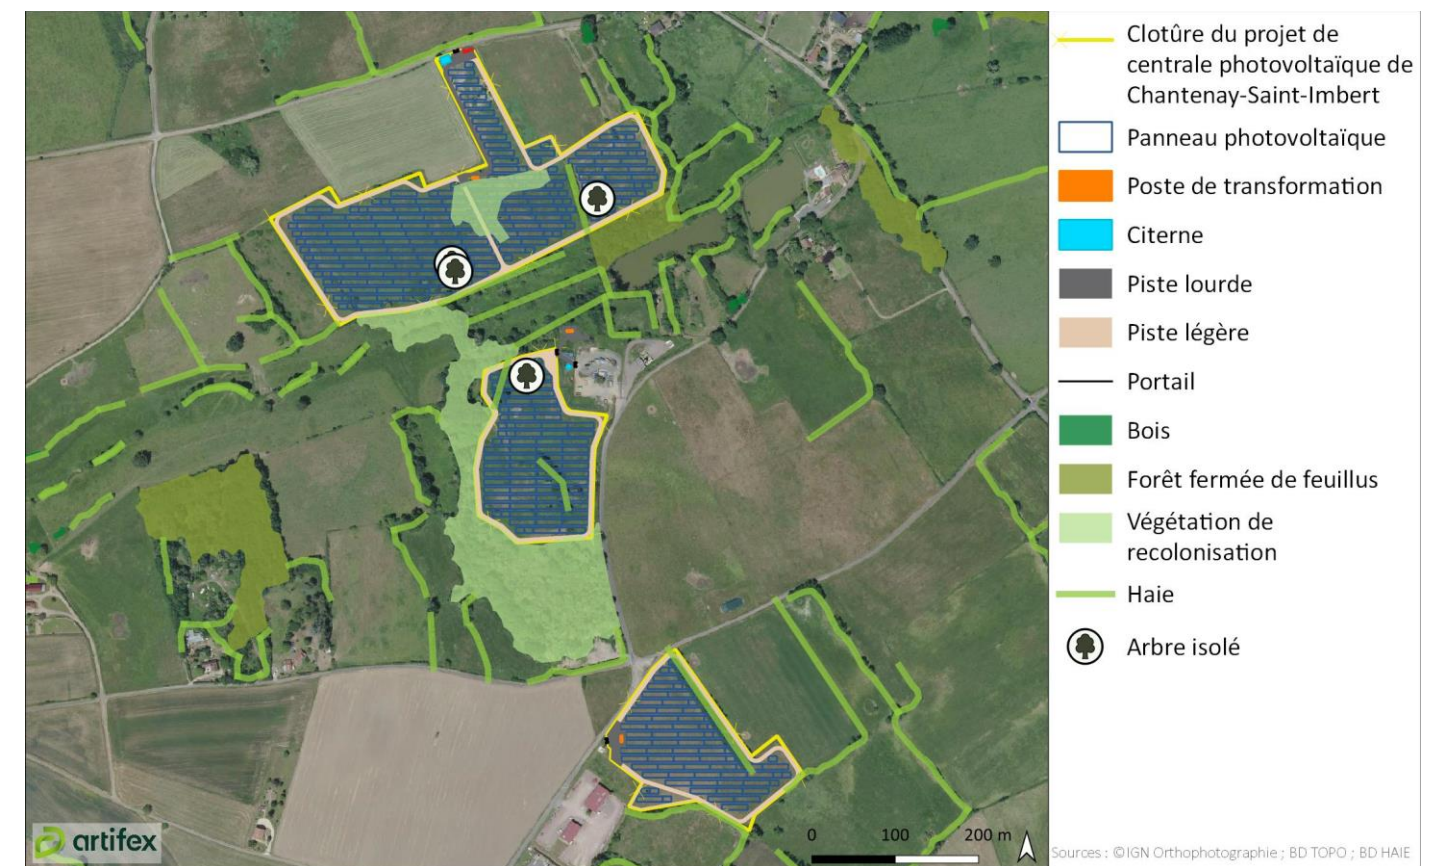 Clotûre du projet de
centrale photovoltaïque de
Chantenay-Saint-Imbert
Panneau photovoltaïque
Poste de transformation
Citerne
Piste lourde
Piste légère
Portail
Bois
Forêt fermée de feuillus
Végétation de
recolonisation
Haie
Arbre isolé
0 100 200 m
artifex
Sources : ©IGN Orthophotographie ; BD TOPO ; BD HAIE